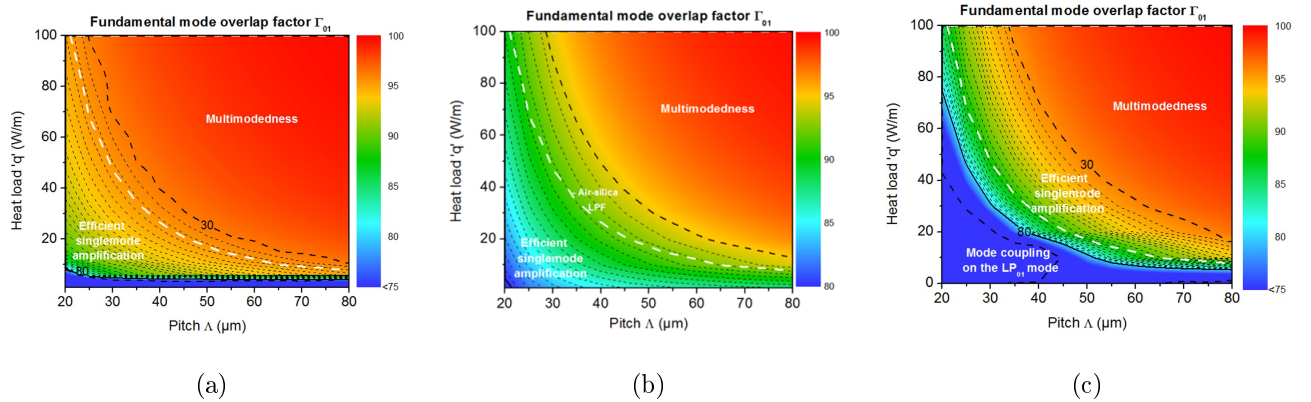 Fundamental mode overlap factor Γ01
Heat load 'q' (W/m)
100
80
60
40
20
Multimodedness
30
Efficient
singlemode
amplification
80
20 30 40 50 60 70 80
Pitch Λ (µm)
100
95
90
85
80
<75
(a)
Fundamental mode overlap factor Γ01
Heat load 'q' (W/m)
100
80
60
40
20
Multimodedness
Air-silica
LPF
Efficient
singlemode
amplification
20 30 40 50 60 70 80
Pitch Λ (µm)
100
95
90
85
80
(b)
Fundamental mode overlap factor Γ01
Heat load 'q' (W/m)
100
80
60
40
20
0
Multimodedness
30
Efficient
singlemode
amplification
80
Mode coupling
on the LP01 mode
20 30 40 50 60 70 80
Pitch Λ (µm)
100
95
90
85
80
<75
(c)